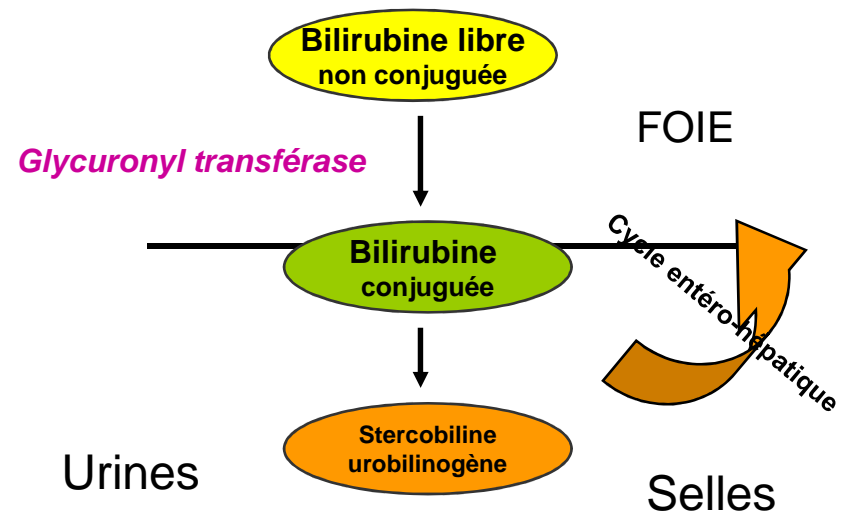 Bilirubine libre
non conjuguée
FOIE
Glycuronyl transférase
Cycle entéro-hépatique
Bilirubine
conjuguée
Stercobiline
urobilinogène
Urines
Selles